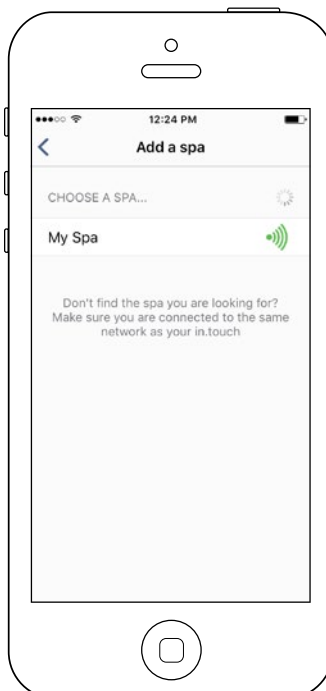 12:24 PM
Add a spa
CHOOSE A SPA...
My Spa
Don't find the spa you are looking for?
Make sure you are connected to the same
network as your in.touch